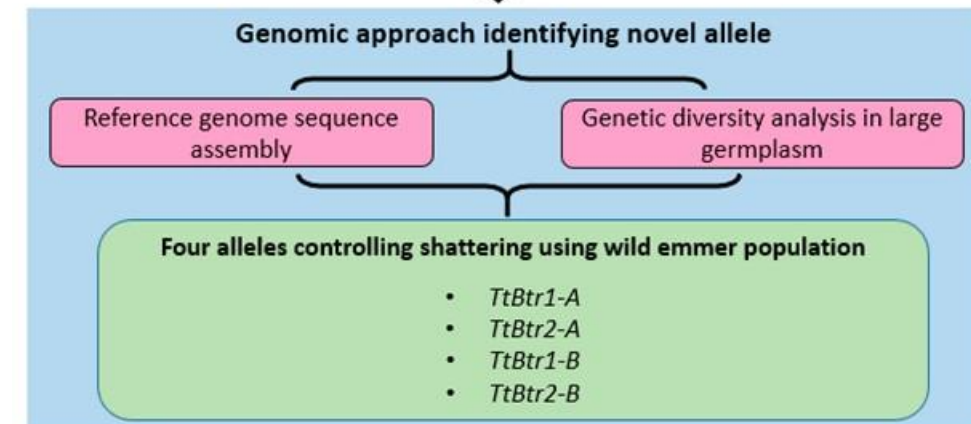 Genomic approach identifying novel allele
Reference genome sequence
assembly
Genetic diversity analysis in large
germplasm
Four alleles controlling shattering using wild emmer population
• TtBtr1-A
• TtBtr2-A
• TtBtr1-B
• TtBtr2-B